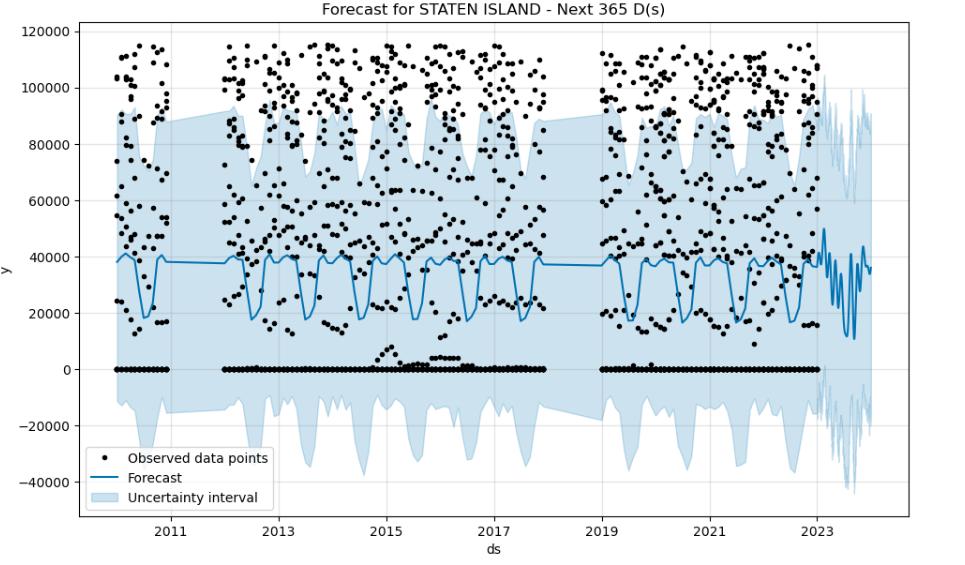 Forecast for STATEN ISLAND - Next 365 D(s)
120000
100000
80000
60000
40000
20000
0
−20000
−40000
y
Observed data points
Forecast
Uncertainty interval
2011
2013
2015
2017
2019
2021
2023
ds